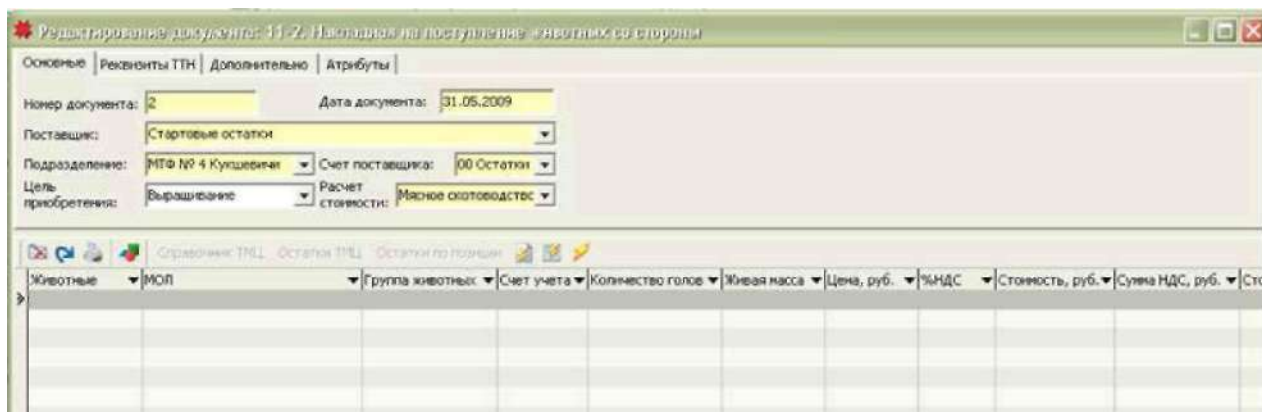 Редактирование документа: 11-2. Накладная на поступление животных со стороны
Основные Реквизиты ТТН Дополнительно Атрибуты
Номер документа: 2 Дата документа: 31.05.2009
Поставщик: Стартовые остатки
Подразделение: МТФ № 4 Кукшевичи Счет поставщика: 00 Остатки
Цель приобретения: Выращивание Расчет стоимости: Мясное скотоводство
Справочник ТМЦ Остатки ТМЦ Остатки по позиции
Животные МОЛ Группа животных Счет учета Количество голов Живая масса Цена, руб. %НДС Стоимость, руб. Сумма НДС, руб. Сто